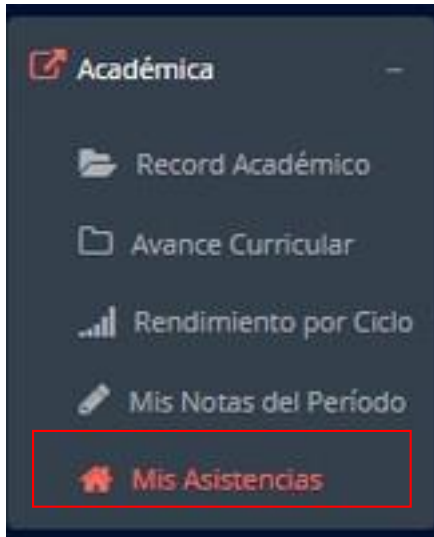 Académica
Record Académico
Avance Curricular
Rendimiento por Ciclo
Mis Notas del Período
Mis Asistencias